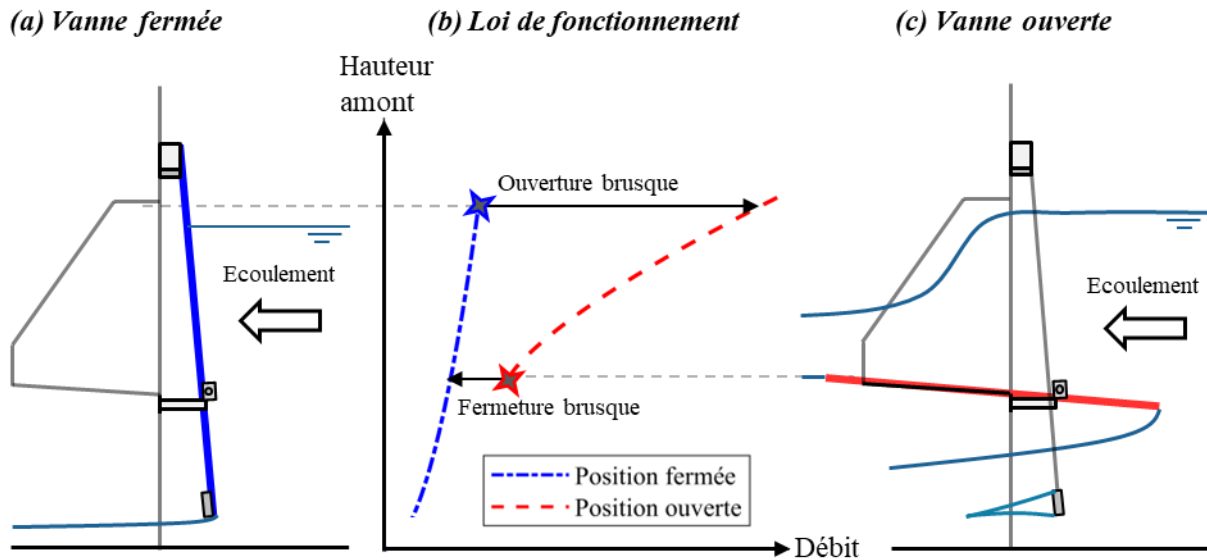 (a) Vanne fermée
(b) Loi de fonctionnement
(c) Vanne ouverte
Hauteur
amont
Ouverture brusque
Ecoulement
Ecoulement
Fermeture brusque
Position fermée
Position ouverte
Débit